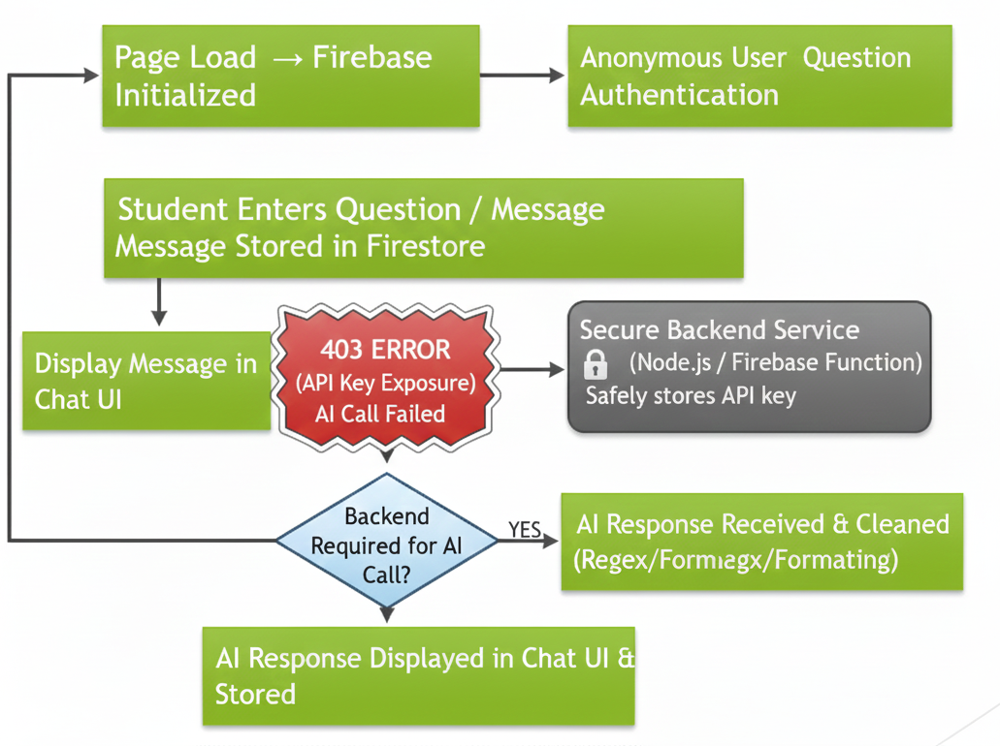 Page Load → Firebase
Initialized
Anonymous User Question
Authentication
Student Enters Question / Message
Message Stored in Firestore
Display Message in
Chat UI
403 ERROR
(API Key Exposure)
AI Call Failed
Secure Backend Service
(Node.js / Firebase Function)
Safely stores API key
Backend
Required for AI
Call?
YES
AI Response Received & Cleaned
(Regex/Formıagx/Formating)
AI Response Displayed in Chat UI &
Stored